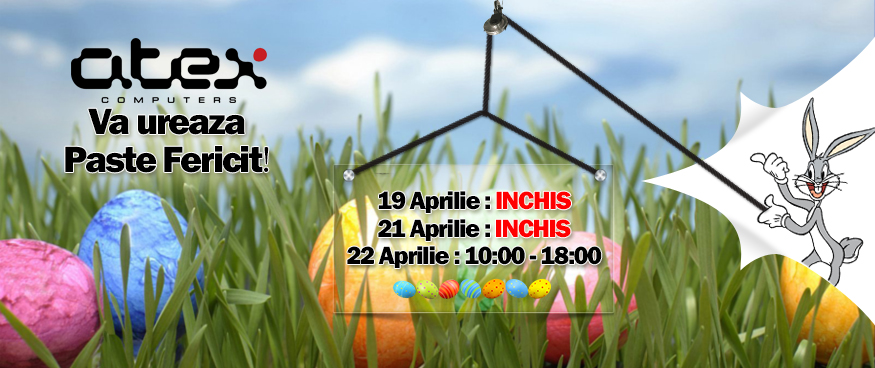 atex
COMPUTERS
Va ureaza
Paste Fericit!
19 Aprilie : INCHIS
21 Aprilie : INCHIS
22 Aprilie : 10:00 - 18:00